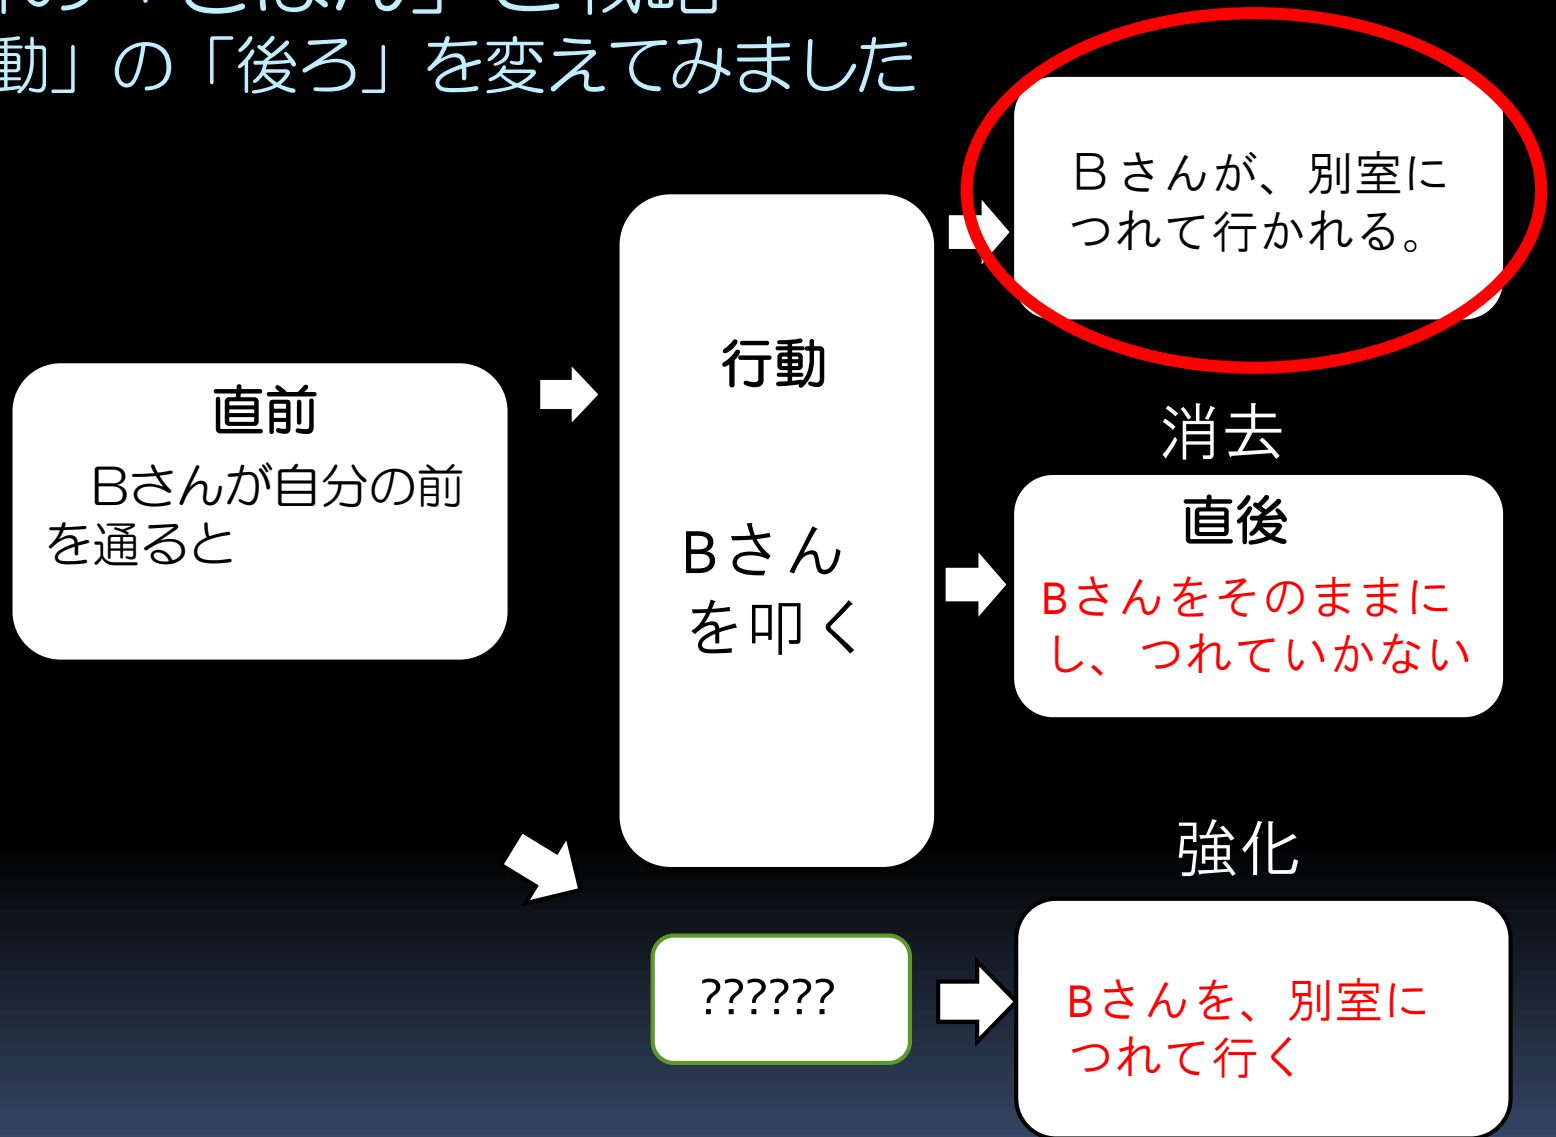 動」の「後ろ」を変えてみました
Bさんが、別室に
つれて行かれる。
行動
直前
Bさんが自分の前
を通ると
消去
直後
Bさん
を叩く
Bさんをそのままに
し、つれていかない
強化
??????
Bさんを、別室に
つれて行く